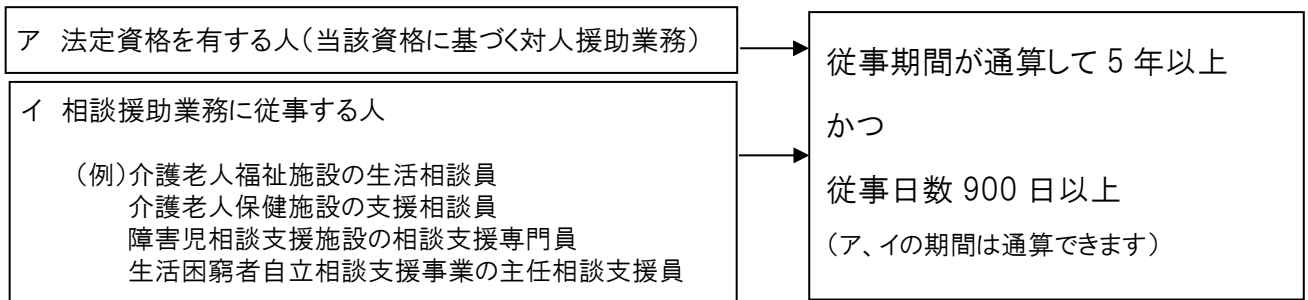 ア 法定資格を有する人(当該資格に基づく対人援助業務)
イ 相談援助業務に従事する人
(例)介護老人福祉施設の生活相談員
介護老人保健施設の支援相談員
障害児相談支援施設の相談支援専門員
生活困窮者自立相談支援事業の主任相談支援員
従事期間が通算して 5 年以上
かつ
従事日数 900 日以上
(ア、イの期間は通算できます)